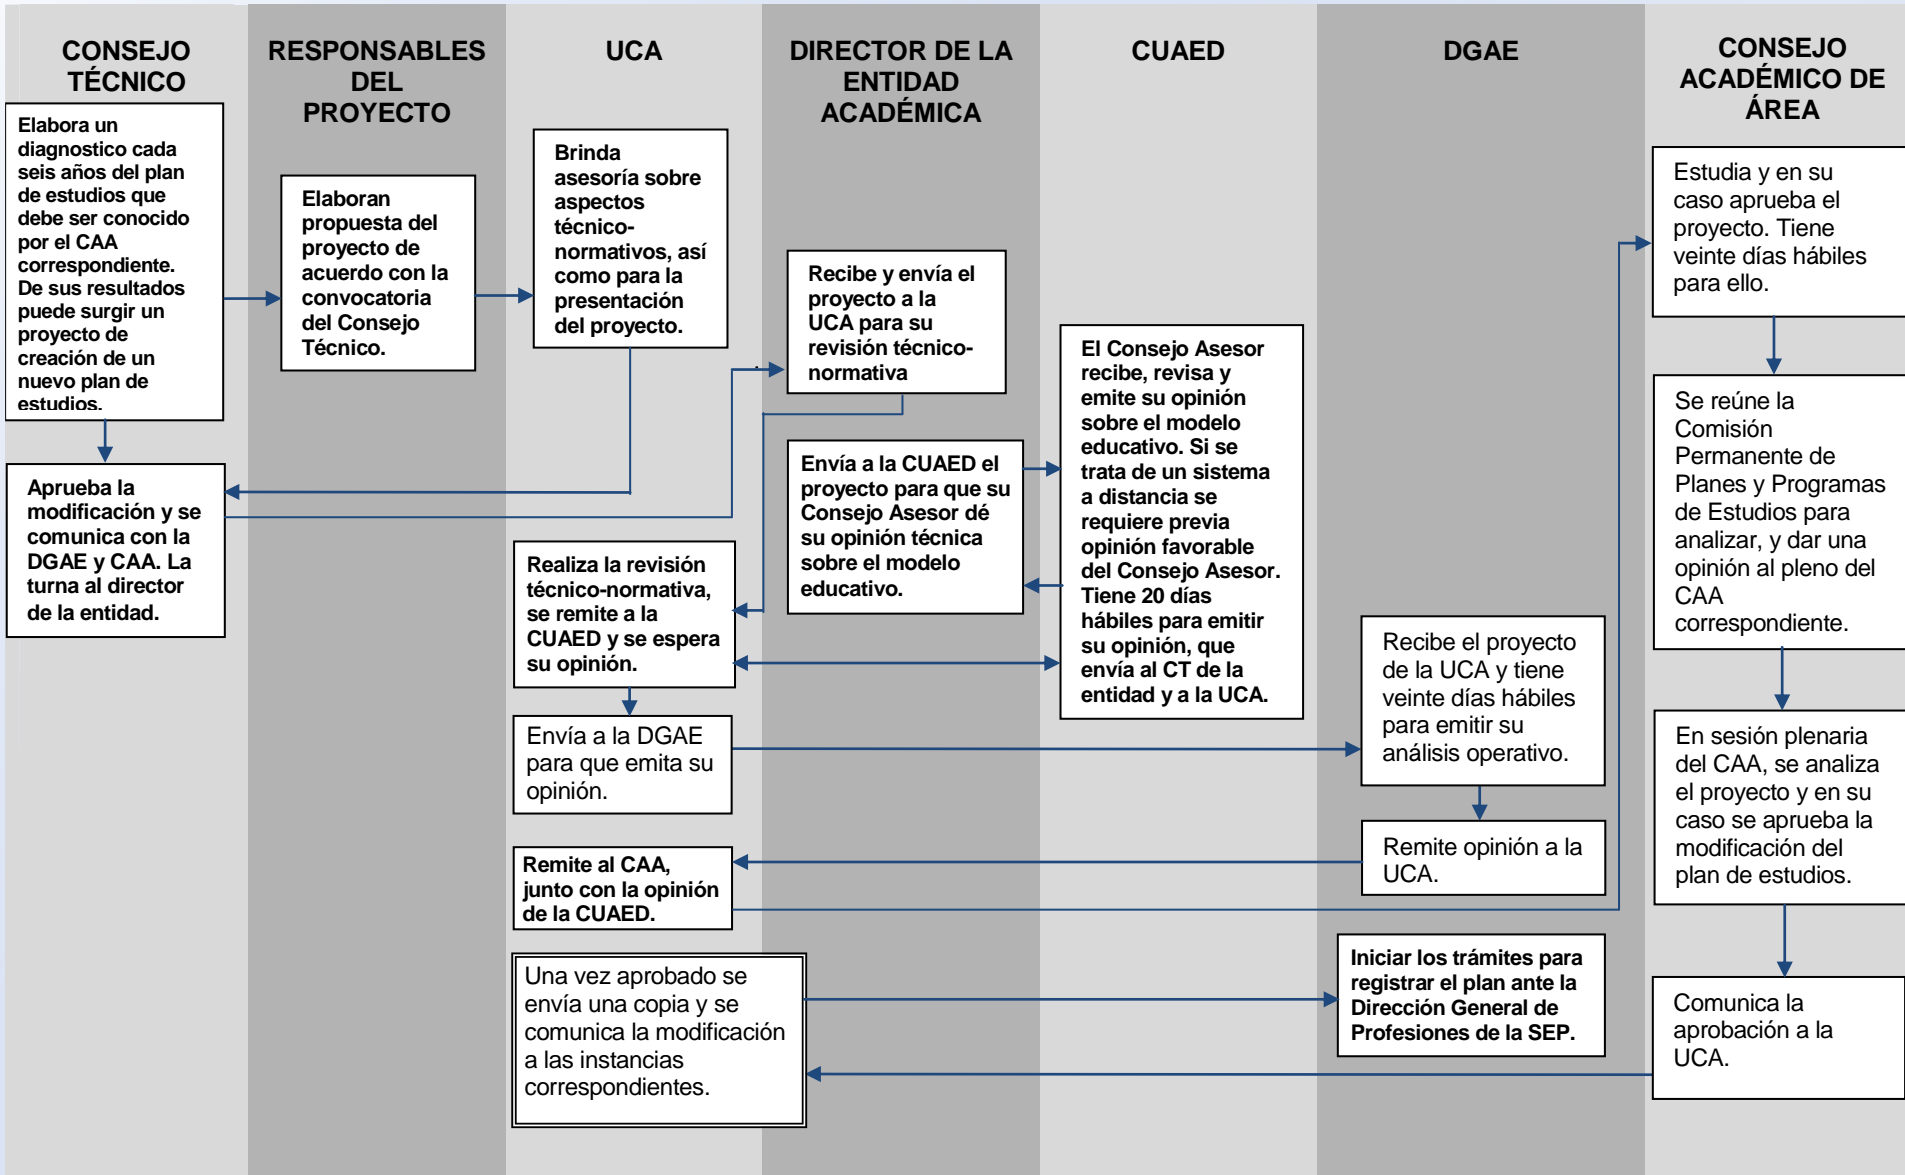 CONSEJO
TÉCNICO
Elabora un
diagnostico cada
seis años del plan
de estudios que
debe ser conocido
por el CAA
correspondiente.
De sus resultados
puede surgir un
proyecto de
creación de un
nuevo plan de
estudios.
Aprueba la
modificación y se
comunica con la
DGAE y CAA. La
turna al director
de la entidad.
RESPONSABLES
DEL
PROYECTO
Elaboran
propuesta del
proyecto de
acuerdo con la
convocatoria
del Consejo
Técnico.
UCA
Brinda
asesoría sobre
aspectos
técnico-
normativos, así
como para la
presentación
del proyecto.
Realiza la revisión
técnico-normativa,
se remite a la
CUAED y se espera
su opinión.
Envía a la DGAE
para que emita su
opinión.
Remite al CAA,
junto con la opinión
de la CUAED.
Una vez aprobado se
envía una copia y se
comunica la modificación
a las instancias
correspondientes.
DIRECTOR DE LA
ENTIDAD
ACADÉMICA
Recibe y envía el
proyecto a la
UCA para su
revisión técnico-
normativa
Envía a la CUAED el
proyecto para que su
Consejo Asesor dé
su opinión técnica
sobre el modelo
educativo.
CUAED
El Consejo Asesor
recibe, revisa y
emite su opinión
sobre el modelo
educativo. Si se
trata de un sistema
a distancia se
requiere previa
opinión favorable
del Consejo Asesor.
Tiene 20 días
hábiles para emitir
su opinión, que
envía al CT de la
entidad y a la UCA.
DGAE
Recibe el proyecto
de la UCA y tiene
veinte días hábiles
para emitir su
análisis operativo.
Remite opinión a la
UCA.
Iniciar los trámites para
registrar el plan ante la
Dirección General de
Profesiones de la SEP.
CONSEJO
ACADÉMICO DE
ÁREA
Estudia y en su
caso aprueba el
proyecto. Tiene
veinte días hábiles
para ello.
Se reúne la
Comisión
Permanente de
Planes y Programas
de Estudios para
analizar, y dar una
opinión al pleno del
CAA
correspondiente.
En sesión plenaria
del CAA, se analiza
el proyecto y en su
caso se aprueba la
modificación del
plan de estudios.
Comunica la
aprobación a la
UCA.